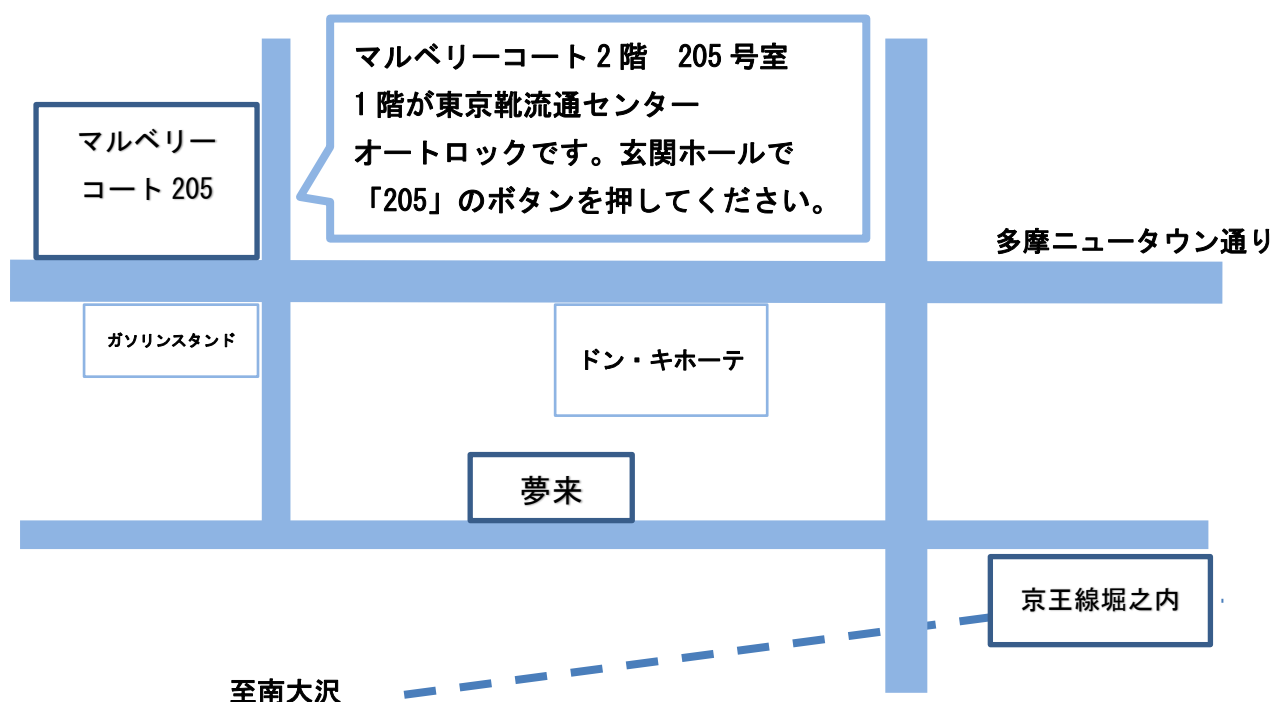 マルベリーコート2階　205号室
1階が東京靴流通センター
オートロックです。玄関ホールで
「205」のボタンを押してください。
マルベリー
コート205
多摩ニュータウン通り
ガソリンスタンド
ドン・キホーテ
夢来
京王線堀之内
至南大沢